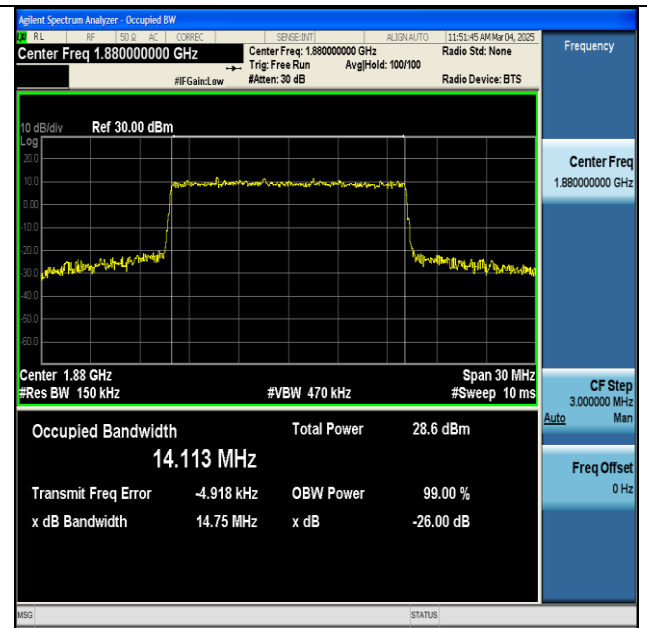 Agilent Spectrum Analyzer - Occupied BW
LXI RL RF 50 Ω AC CORREC SENSE:INT ALIGN AUTO 11:51:45 AM Mar 04, 2025
Center Freq 1.880000000 GHz
Center Freq: 1.880000000 GHz Radio Std: None
Trig: Free Run Avg|Hold: 100/100
#IFGain:Low #Atten: 30 dB Radio Device: BTS
Frequency
10 dB/div Ref 30.00 dBm
Log
20.0
10.0
0.00
-10.0
-20.0
-30.0
-40.0
-50.0
-60.0
Center Freq
1.880000000 GHz
Center 1.88 GHz Span 30 MHz
#Res BW 150 kHz #VBW 470 kHz #Sweep 10 ms
CF Step
3.000000 MHz
Auto Man
Occupied Bandwidth Total Power 28.6 dBm
14.113 MHz
Transmit Freq Error -4.918 kHz OBW Power 99.00 %
x dB Bandwidth 14.75 MHz x dB -26.00 dB
Freq Offset
0 Hz
MSG STATUS